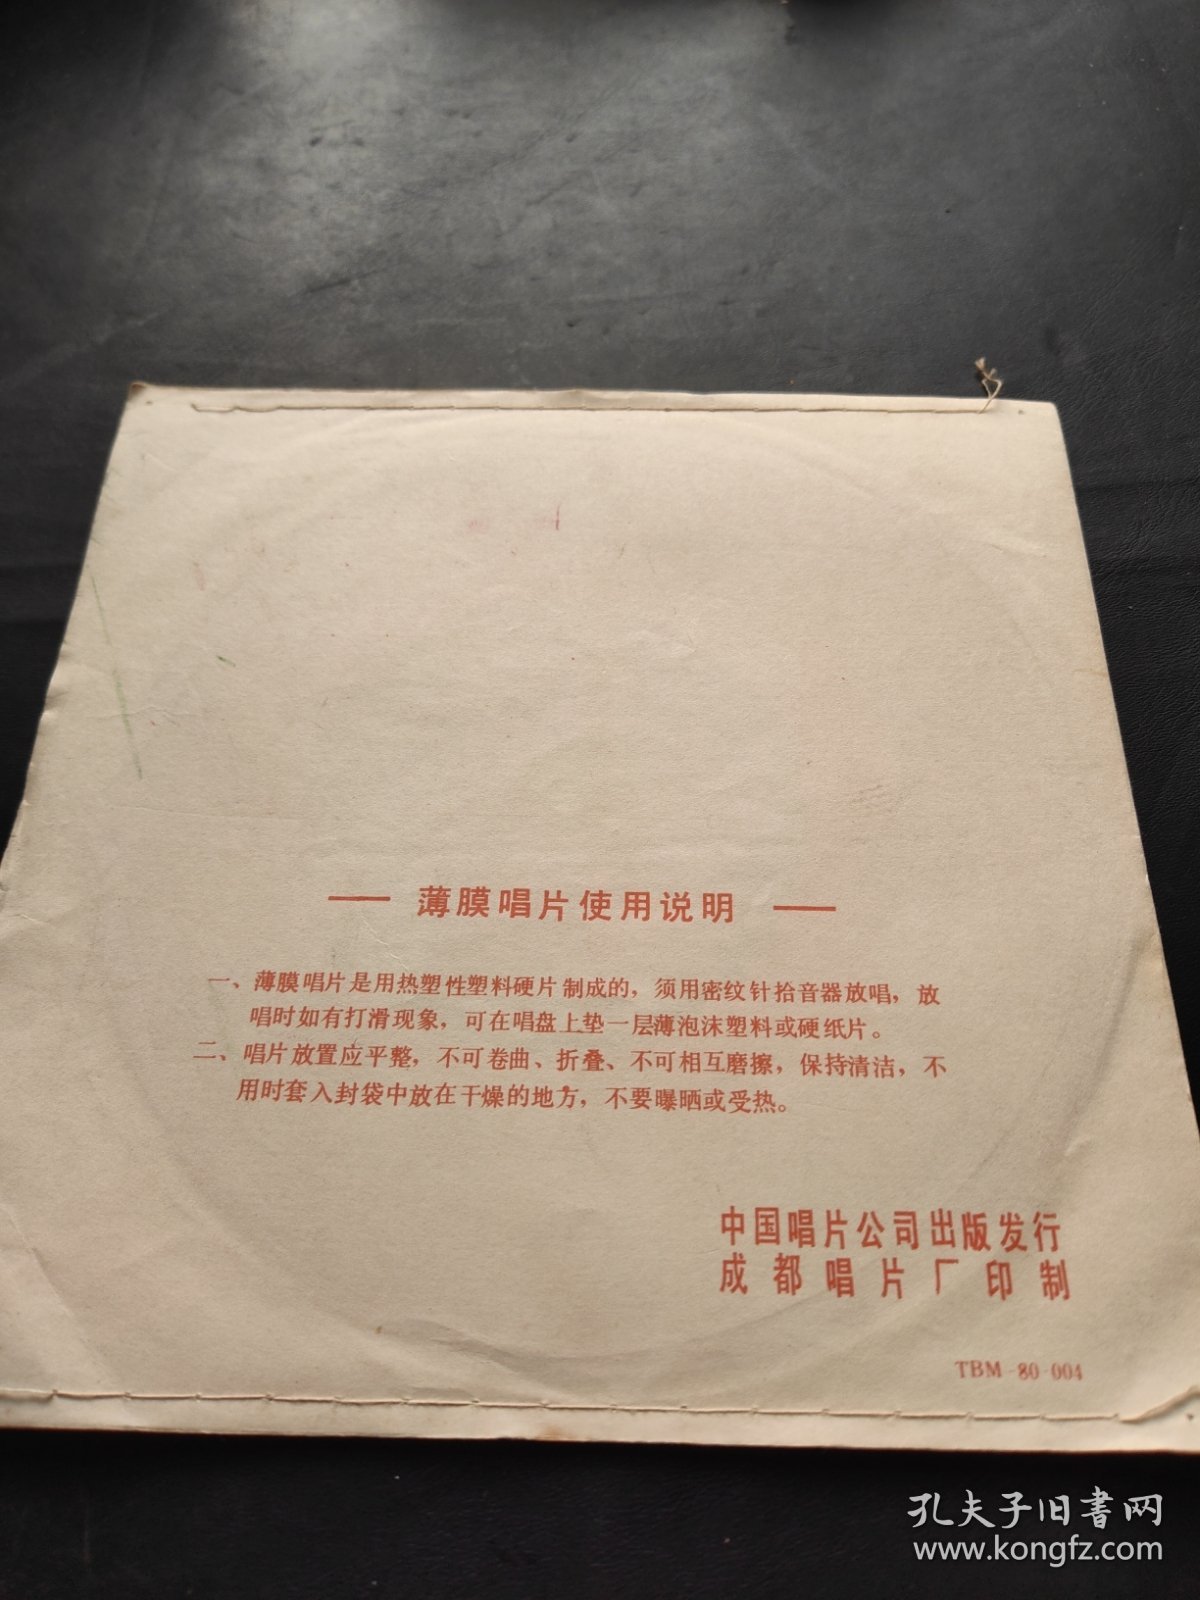 薄膜唱片使用说明
一、薄膜唱片是用热塑性塑料硬片制成的，须用密纹针拾音器放唱，放
唱时如有打滑现象，可在唱盘上垫一层薄泡沫塑料或硬纸片。
二、唱片放置应平整，不可卷曲、折叠、不可相互磨擦，保持清洁，不
用时套入封袋中放在干燥的地方，不要曝晒或受热。
中国唱片公司出版发行
成都唱片厂印制
TBM-80-004
孔夫子旧书网
www.kongfz.com